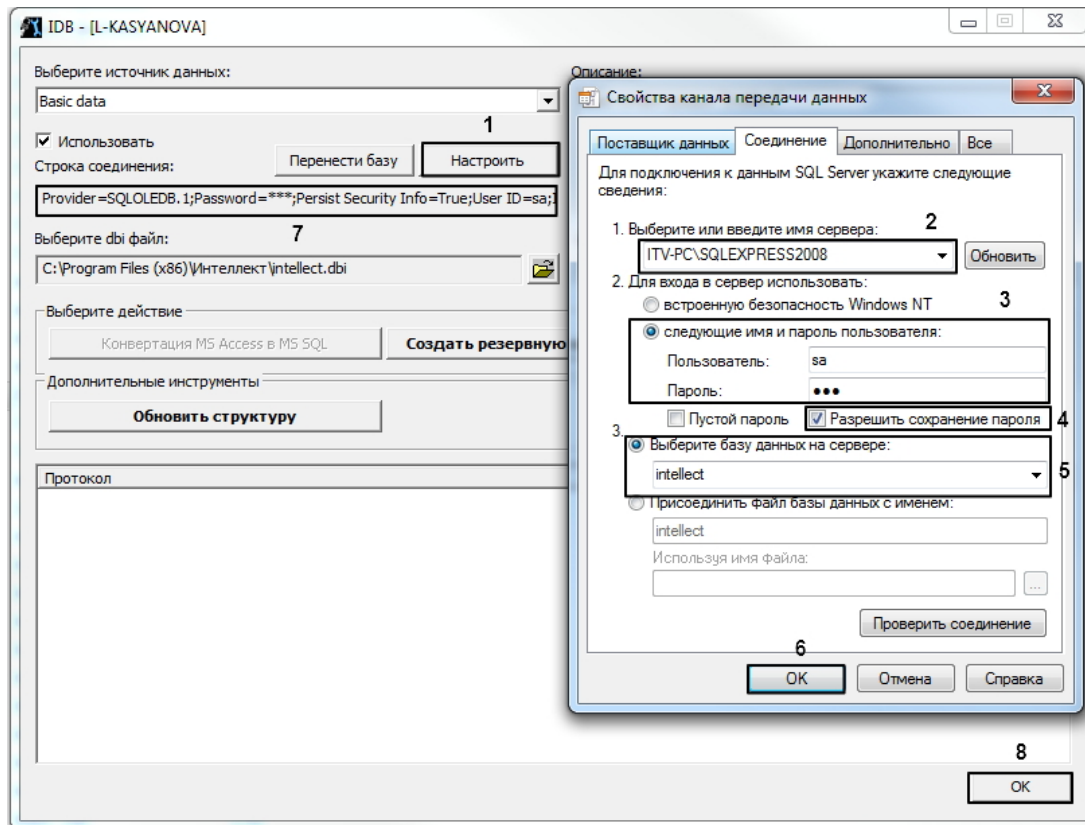 IDB - [L-KASYANOVA]
Выберите источник данных:
Описание:
Basic data
1
Использовать
Строка соединения:
Перенести базу
Настроить
Provider=SQLOLEDB.1;Password=***;Persist Security Info=True;User ID=sa;
7
Выберите dbi файл:
C:\Program Files (x86)\Интеллект\intellect.dbi
Выберите действие
Конвертация MS Access в MS SQL
Создать резервную
Дополнительные инструменты
Обновить структуру
Протокол
Свойства канала передачи данных
Поставщик данных
Соединение
Дополнительно
Все
Для подключения к данным SQL Server укажите следующие
сведения:
2
1. Выберите или введите имя сервера:
ITV-PC\SQLEXPRESS2008
Обновить
2. Для входа в сервер использовать:
встроенную безопасность Windows NT
3
следующие имя и пароль пользователя:
Пользователь:
sa
Пароль:
●●●
Пустой пароль
Разрешить сохранение пароля
4
3.
Выберите базу данных на сервере:
intellect
5
Присоединить файл базы данных с именем:
intellect
Используя имя файла:
...
Проверить соединение
6
OK
Отмена
Справка
8
OK